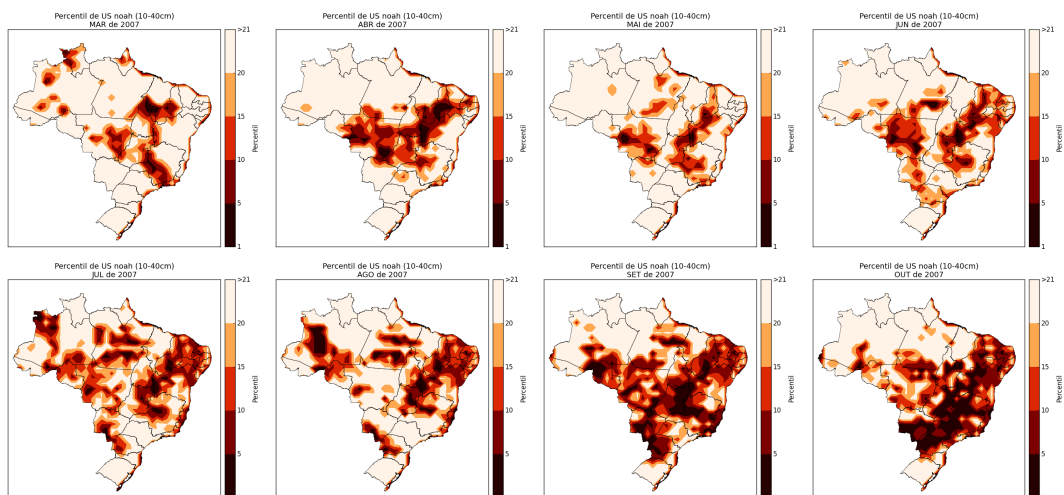 Percentil de US noah (10-40cm)
MAR de 2007
>21
20
15
10
5
1
Percentil
Percentil de US noah (10-40cm)
ABR de 2007
>21
20
15
10
5
1
Percentil
Percentil de US noah (10-40cm)
MAI de 2007
>21
20
15
10
5
1
Percentil
Percentil de US noah (10-40cm)
JUN de 2007
>21
20
15
10
5
1
Percentil
Percentil de US noah (10-40cm)
JUL de 2007
>21
20
15
10
5
Percentil
Percentil de US noah (10-40cm)
AGO de 2007
>21
20
15
10
5
Percentil
Percentil de US noah (10-40cm)
SET de 2007
>21
20
15
10
5
Percentil
Percentil de US noah (10-40cm)
OUT de 2007
>21
20
15
10
5
Percentil